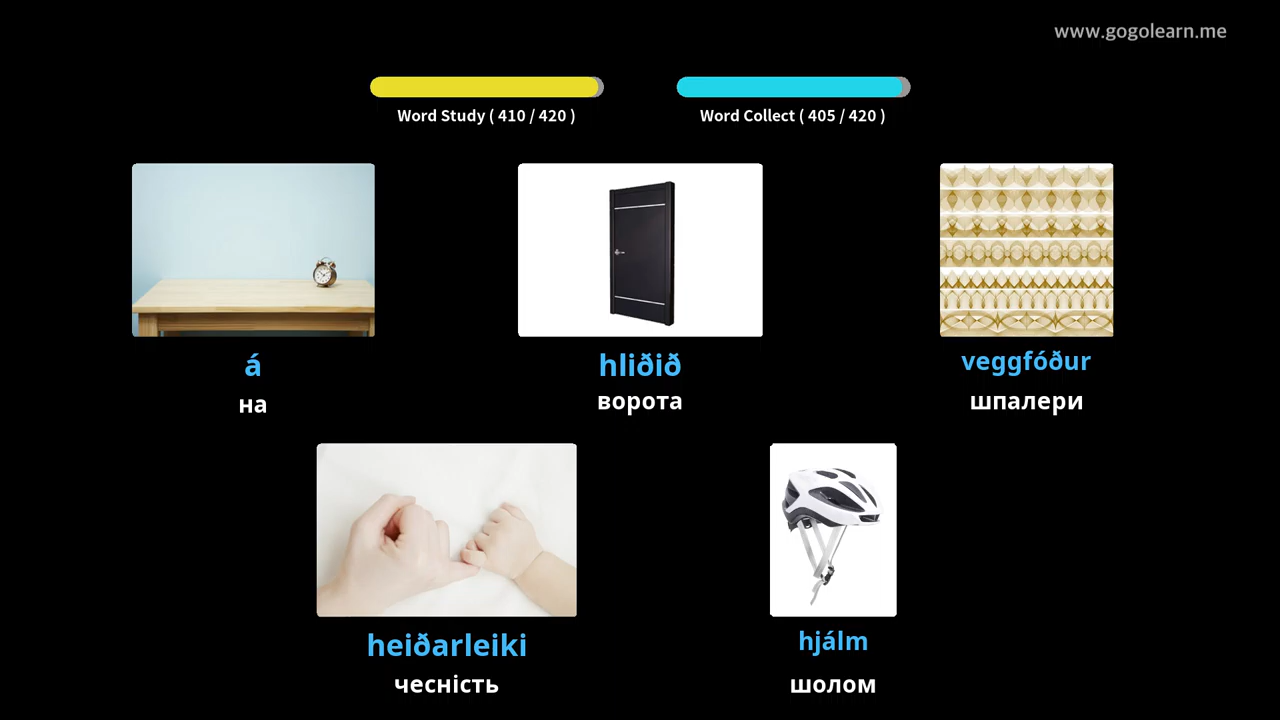 www.gogolearn.me
Word Study ( 410 / 420 )
Word Collect ( 405 / 420 )
á
на
hliðið
ворота
veggfóður
шпалери
heiðarleiki
чесність
hjálm
шолом